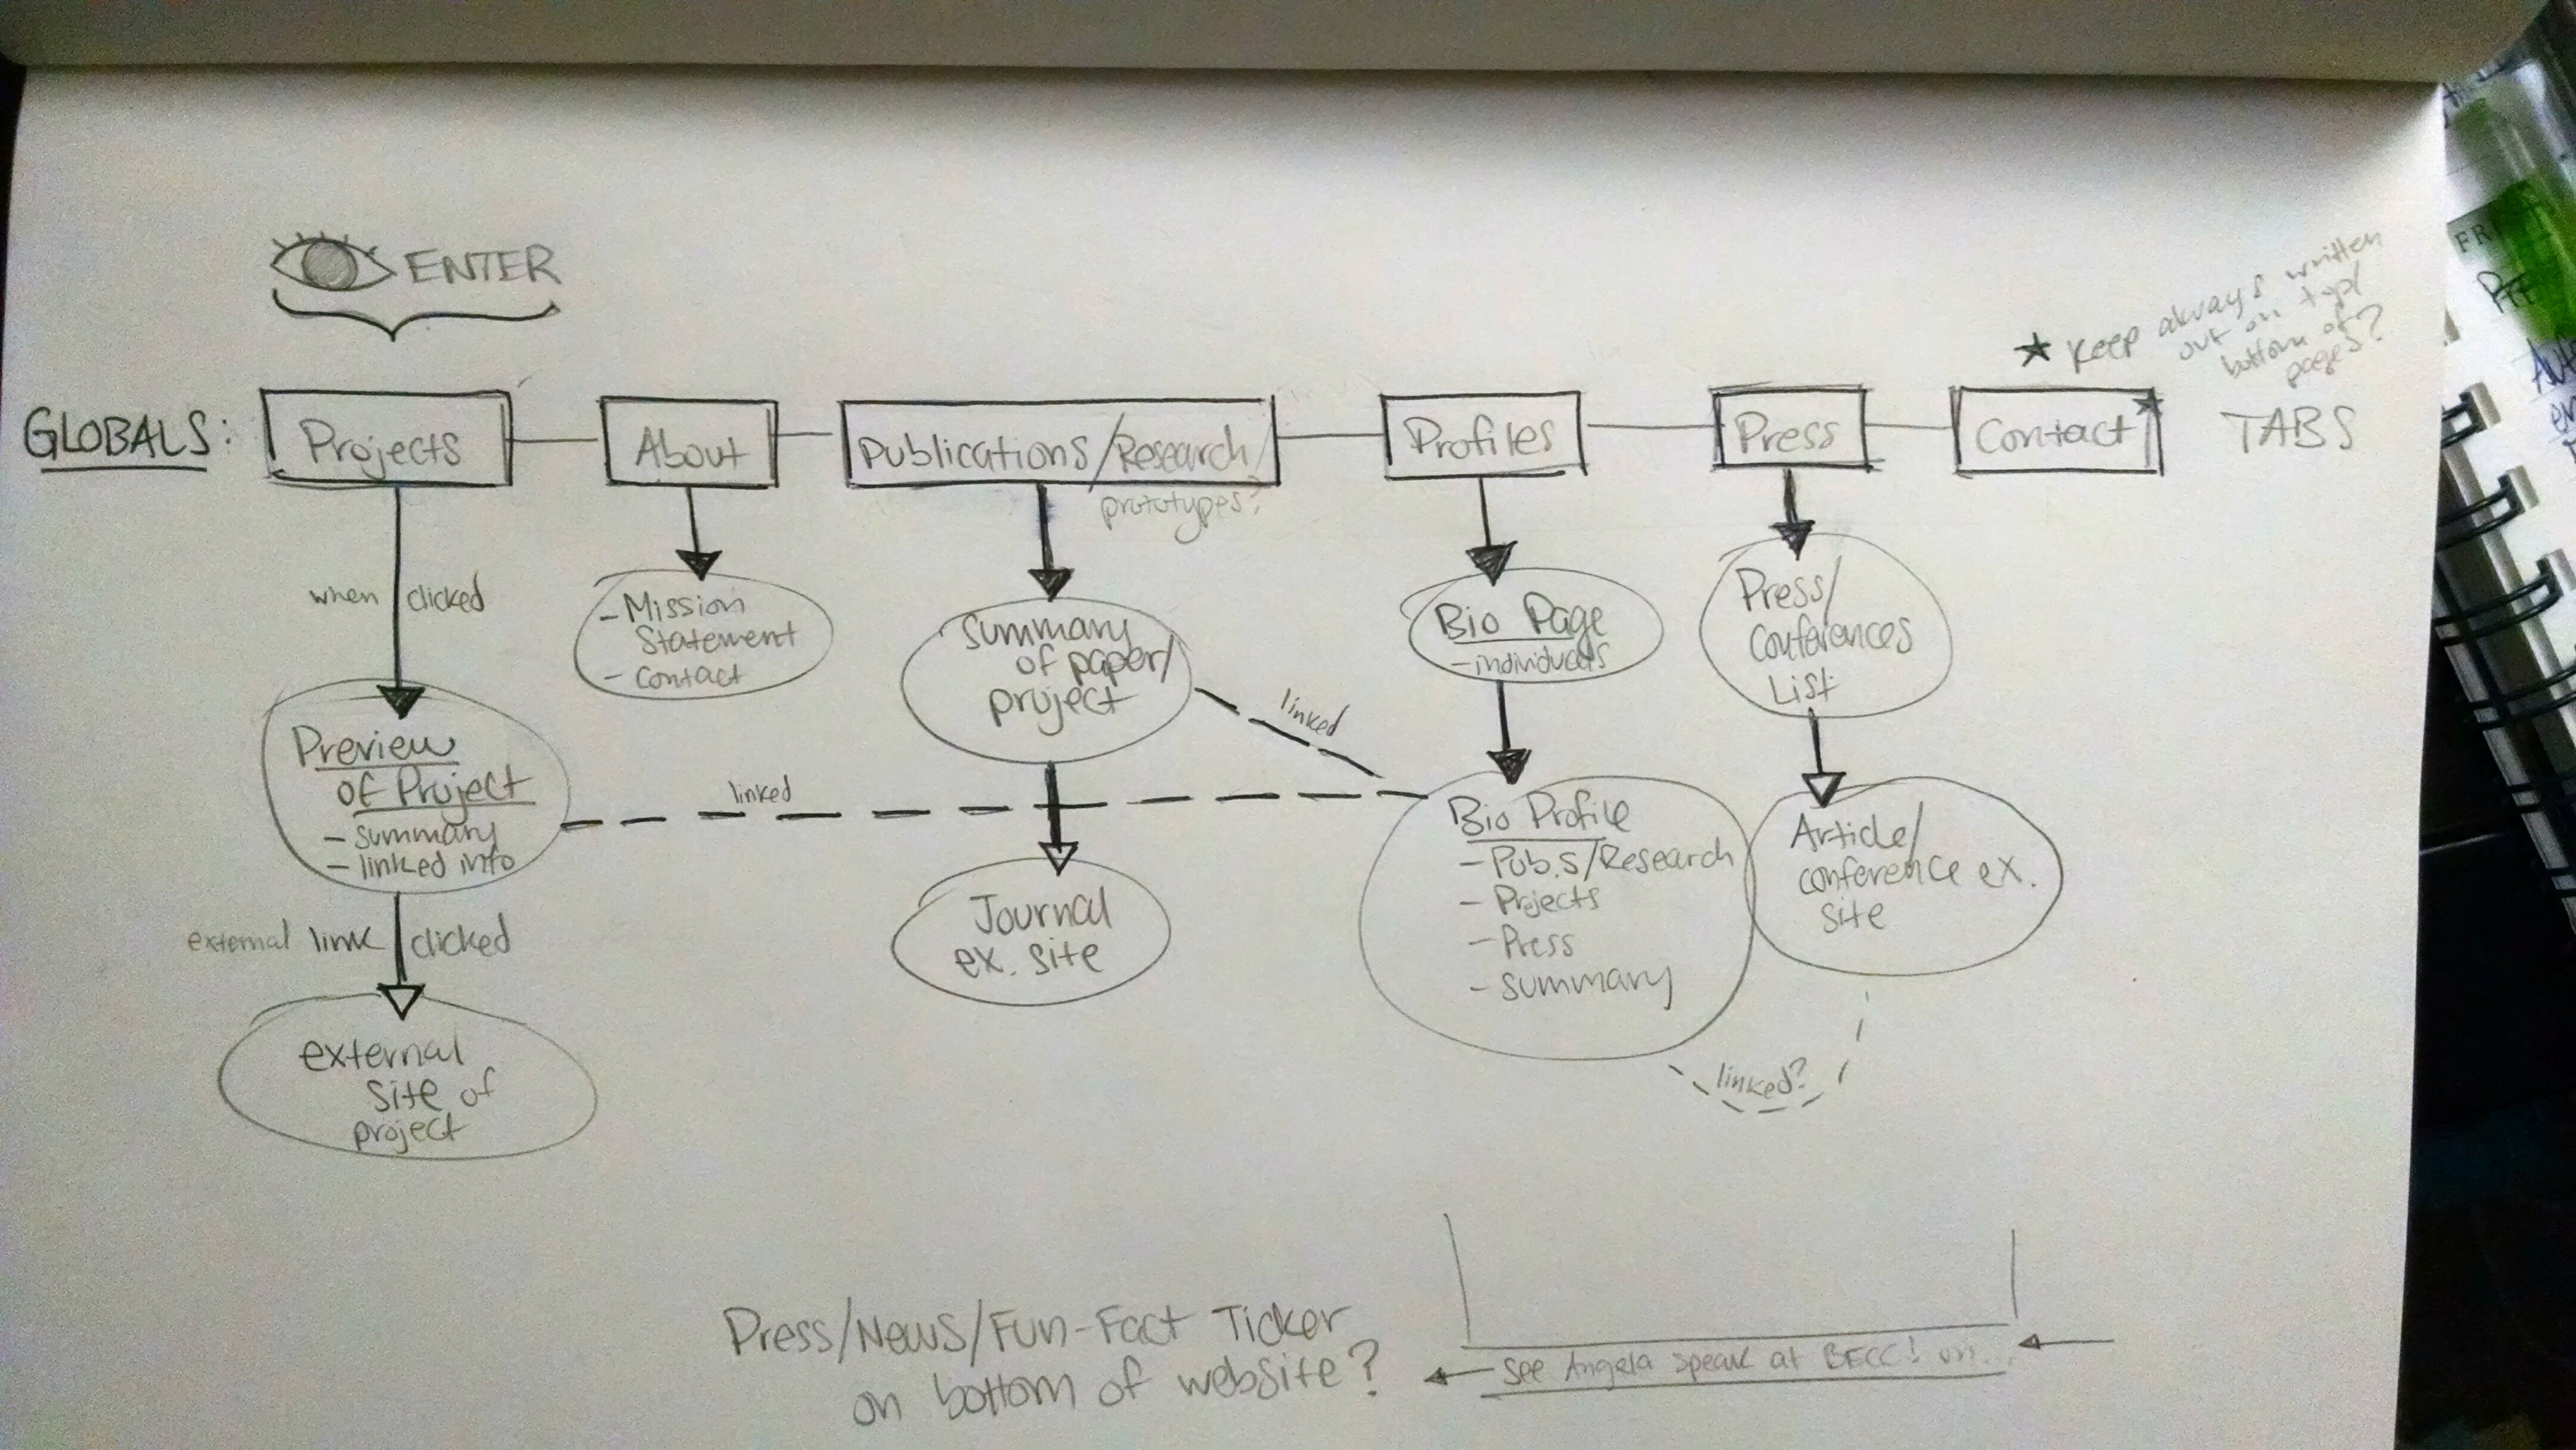 ENTER
★ Keep always written
out on typ/
bottom of
pages?
GLOBALS:
Projects
About
Publications/Research/
prototypes?
Profiles
Press
Contact★
TABS
when clicked
- Mission
Statement
- Contact
Summary
of paper/
project
Bio Page
- individuals
Press/
Conferences
List
linked
Preview
of Project
- summary
- linked info
linked
Bio Profile
- Pub.s/Research
- Projects
- Press
- Summary
Article/
conference ex.
site
Journal
ex. site
external link clicked
external
site of
project
linked?
Press/News/Fun-Fact Ticker
on bottom of website?
See Angela speak at BECC! on..
FRI